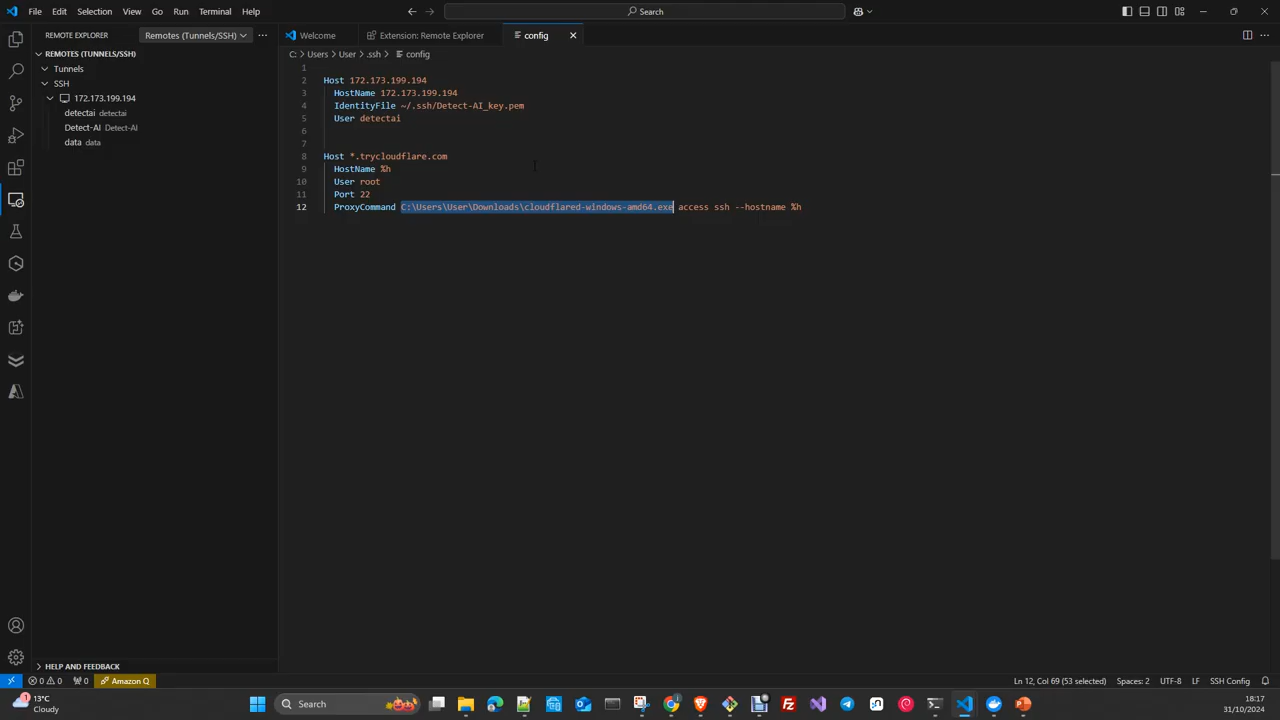 File Edit Selection View Go Run Terminal Help
Search
REMOTE EXPLORER Remotes (Tunnels/SSH)
Welcome Extension: Remote Explorer config
REMOTES (TUNNELS/SSH)
Tunnels
SSH
172.173.199.194
detectai detectai
Detect-AI Detect-AI
data data
C: > Users > User > .ssh > config
1
2 Host 172.173.199.194
3 HostName 172.173.199.194
4 IdentityFile ~/.ssh/Detect-AI_key.pem
5 User detectai
6
7
8 Host *.trycloudflare.com
9 HostName %h
10 User root
11 Port 22
12 ProxyCommand C:\Users\User\Downloads\cloudflared-windows-amd64.exe access ssh --hostname %h
HELP AND FEEDBACK
0 0 0 Amazon Q
Ln 12, Col 69 (53 selected) Spaces: 2 UTF-8 LF SSH Config
1 13°C
Cloudy
Search
18:17
31/10/2024